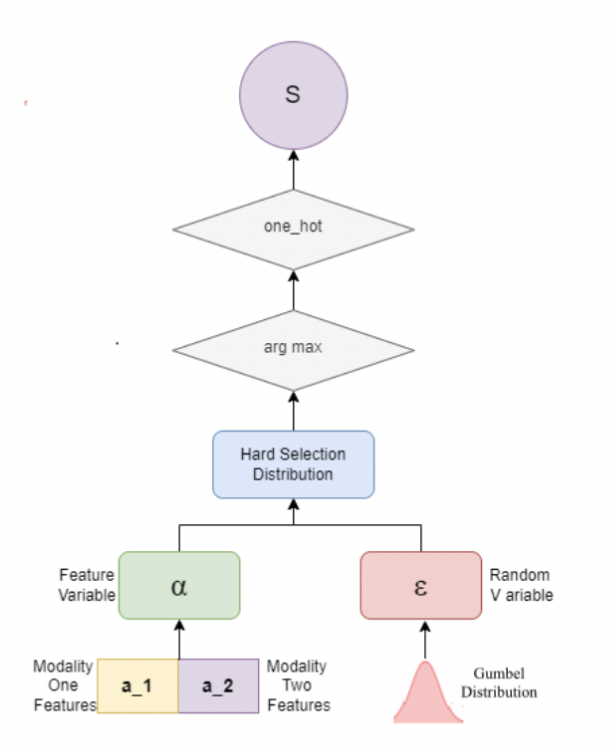 S
one_hot
arg max
Hard Selection
Distribution
Feature
Variable
α
ε
Random
V ariable
Modality
One
Features
a_1
a_2
Modality
Two
Features
Gumbel
Distribution